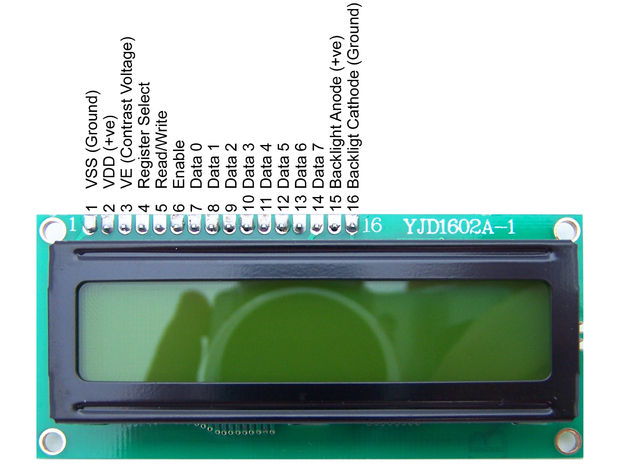 1 VSS (Ground)
2 VDD (+ve)
3 VE (Contrast Voltage)
4 Register Select
5 Read/Write
6 Enable
7 Data 0
8 Data 1
9 Data 2
10 Data 3
11 Data 4
12 Data 5
13 Data 6
14 Data 7
15 Backlight Anode (+ve)
16 Backligt Cathode (Ground)
1 16 YJD1602A-1